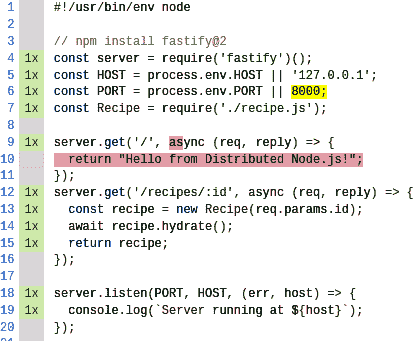 1 #!/usr/bin/env node
2
3 // npm install fastify@2
4 1x const server = require('fastify')();
5 1x const HOST = process.env.HOST || '127.0.0.1';
6 1x const PORT = process.env.PORT || 8000;
7 1x const Recipe = require('./recipe.js');
8
9 1x server.get('/', async (req, reply) => {
10 return "Hello from Distributed Node.js!";
11 });
12 1x server.get('/recipes/:id', async (req, reply) => {
13 1x const recipe = new Recipe(req.params.id);
14 1x await recipe.hydrate();
15 1x return recipe;
16 });
17
18 1x server.listen(PORT, HOST, (err, host) => {
19 1x console.log(`Server running at ${host}`);
20 });